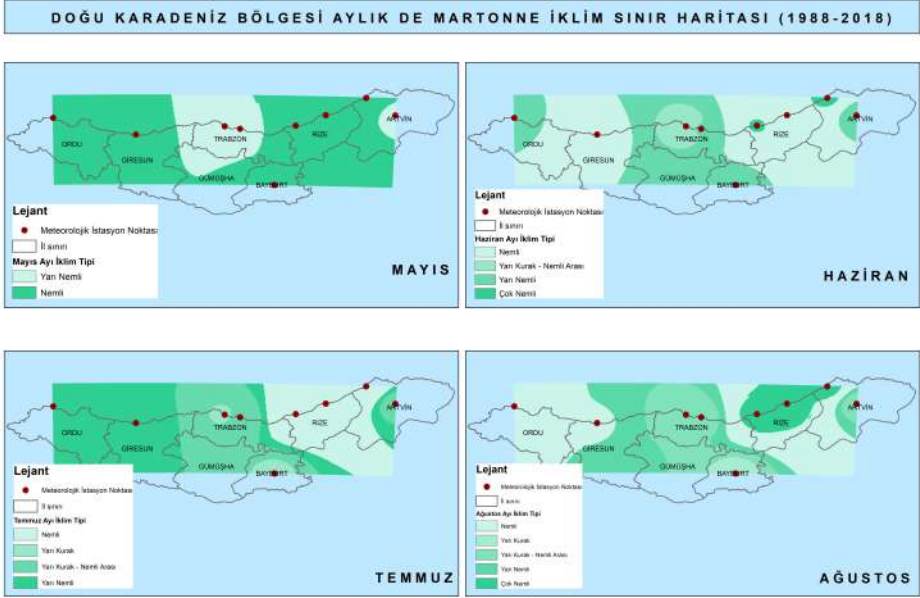 DOĞU KARADENİZ BÖLGESİ AYLIK DE MARTONNE İKLİM SINIR HARİTASI (1988-2018)
ORDU
GİRESUN
TRABZON
GÜMÜŞHA
BAYBURT
RİZE
ARTVİN
Lejant
Meteorolojik İstasyon Noktası
İl sınırı
Mayıs Ayı İklim Tipi
Yarı Nemli
Nemli
MAYIS
ORDU
GİRESUN
TRABZON
GÜMÜŞHA
BAYBURT
RİZE
ARTVİN
Lejant
Meteorolojik İstasyon Noktası
İl sınırı
Haziran Ayı İklim Tipi
Nemli
Yarı Kurak - Nemli Arası
Yarı Nemli
Çok Nemli
HAZİRAN
ORDU
GİRESUN
TRABZON
GÜMÜŞHA
BAYBURT
RİZE
ARTVİN
Lejant
Meteorolojik İstasyon Noktası
İl sınırı
Temmuz Ayı İklim Tipi
Nemli
Yarı Kurak
Yarı Kurak - Nemli Arası
Yarı Nemli
TEMMUZ
ORDU
GİRESUN
TRABZON
GÜMÜŞHA
BAYBURT
RİZE
ARTVİN
Lejant
Meteorolojik İstasyon Noktası
İl sınırı
Ağustos Ayı İklim Tipi
Nemli
Yarı Kurak
Yarı Kurak - Nemli Arası
Yarı Nemli
Çok Nemli
AĞUSTOS